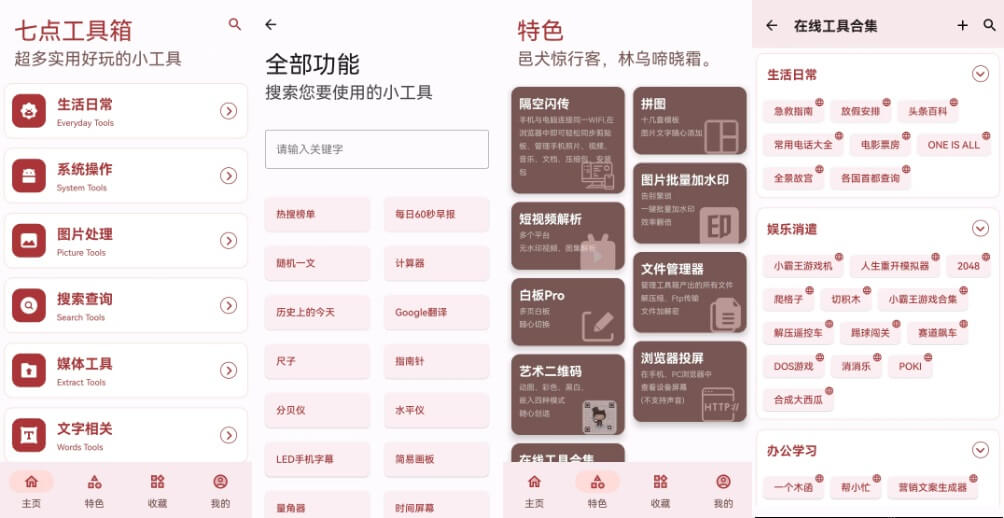 七点工具箱
超多实用好玩的小工具
生活日常
Everyday Tools
系统操作
System Tools
图片处理
Picture Tools
搜索查询
Search Tools
媒体工具
Extract Tools
文字相关
Words Tools
主页
特色
收藏
我的
全部功能
搜索您要使用的小工具
请输入关键字
热搜榜单
每日60秒早报
随机一文
计算器
历史上的今天
Google翻译
尺子
指南针
分贝仪
水平仪
LED手机字幕
简易画板
量角器
时间屏幕
特色
邑犬惊行客，林乌啼晓霜。
隔空闪传
手机与电脑连接同一WIFI,在
浏览器中即可轻松同步剪贴
板、管理手机照片、视频、
音乐、文档、压缩包、安装
包
短视频解析
多个平台
无水印视频、图集解析
白板Pro
多页白板
随心切换
艺术二维码
动图、彩色、黑白,
嵌入四种模式
随心创造
在线工具合集
拼图
十几套模板
图片文字随心添加
图片批量加水印
告别繁琐
一键批量加水印
效率翻倍
文件管理器
管理工具箱产出的所有文件
解压缩、Ftp传输
文件加解密
浏览器投屏
在手机、PC浏览器中
查看设备屏幕
(不支持声音)
HTTP://
主页
特色
收藏
我的
在线工具合集
生活日常
急救指南
放假安排
头条百科
常用电话大全
电影票房
ONE IS ALL
全景故宫
各国首都查询
娱乐消遣
小霸王游戏机
人生重开模拟器
2048
爬格子
切积木
小霸王游戏合集
解压遥控车
踢球闯关
赛道飙车
DOS游戏
消消乐
POKI
合成大西瓜
办公学习
一个木函
帮小忙
营销文案生成器